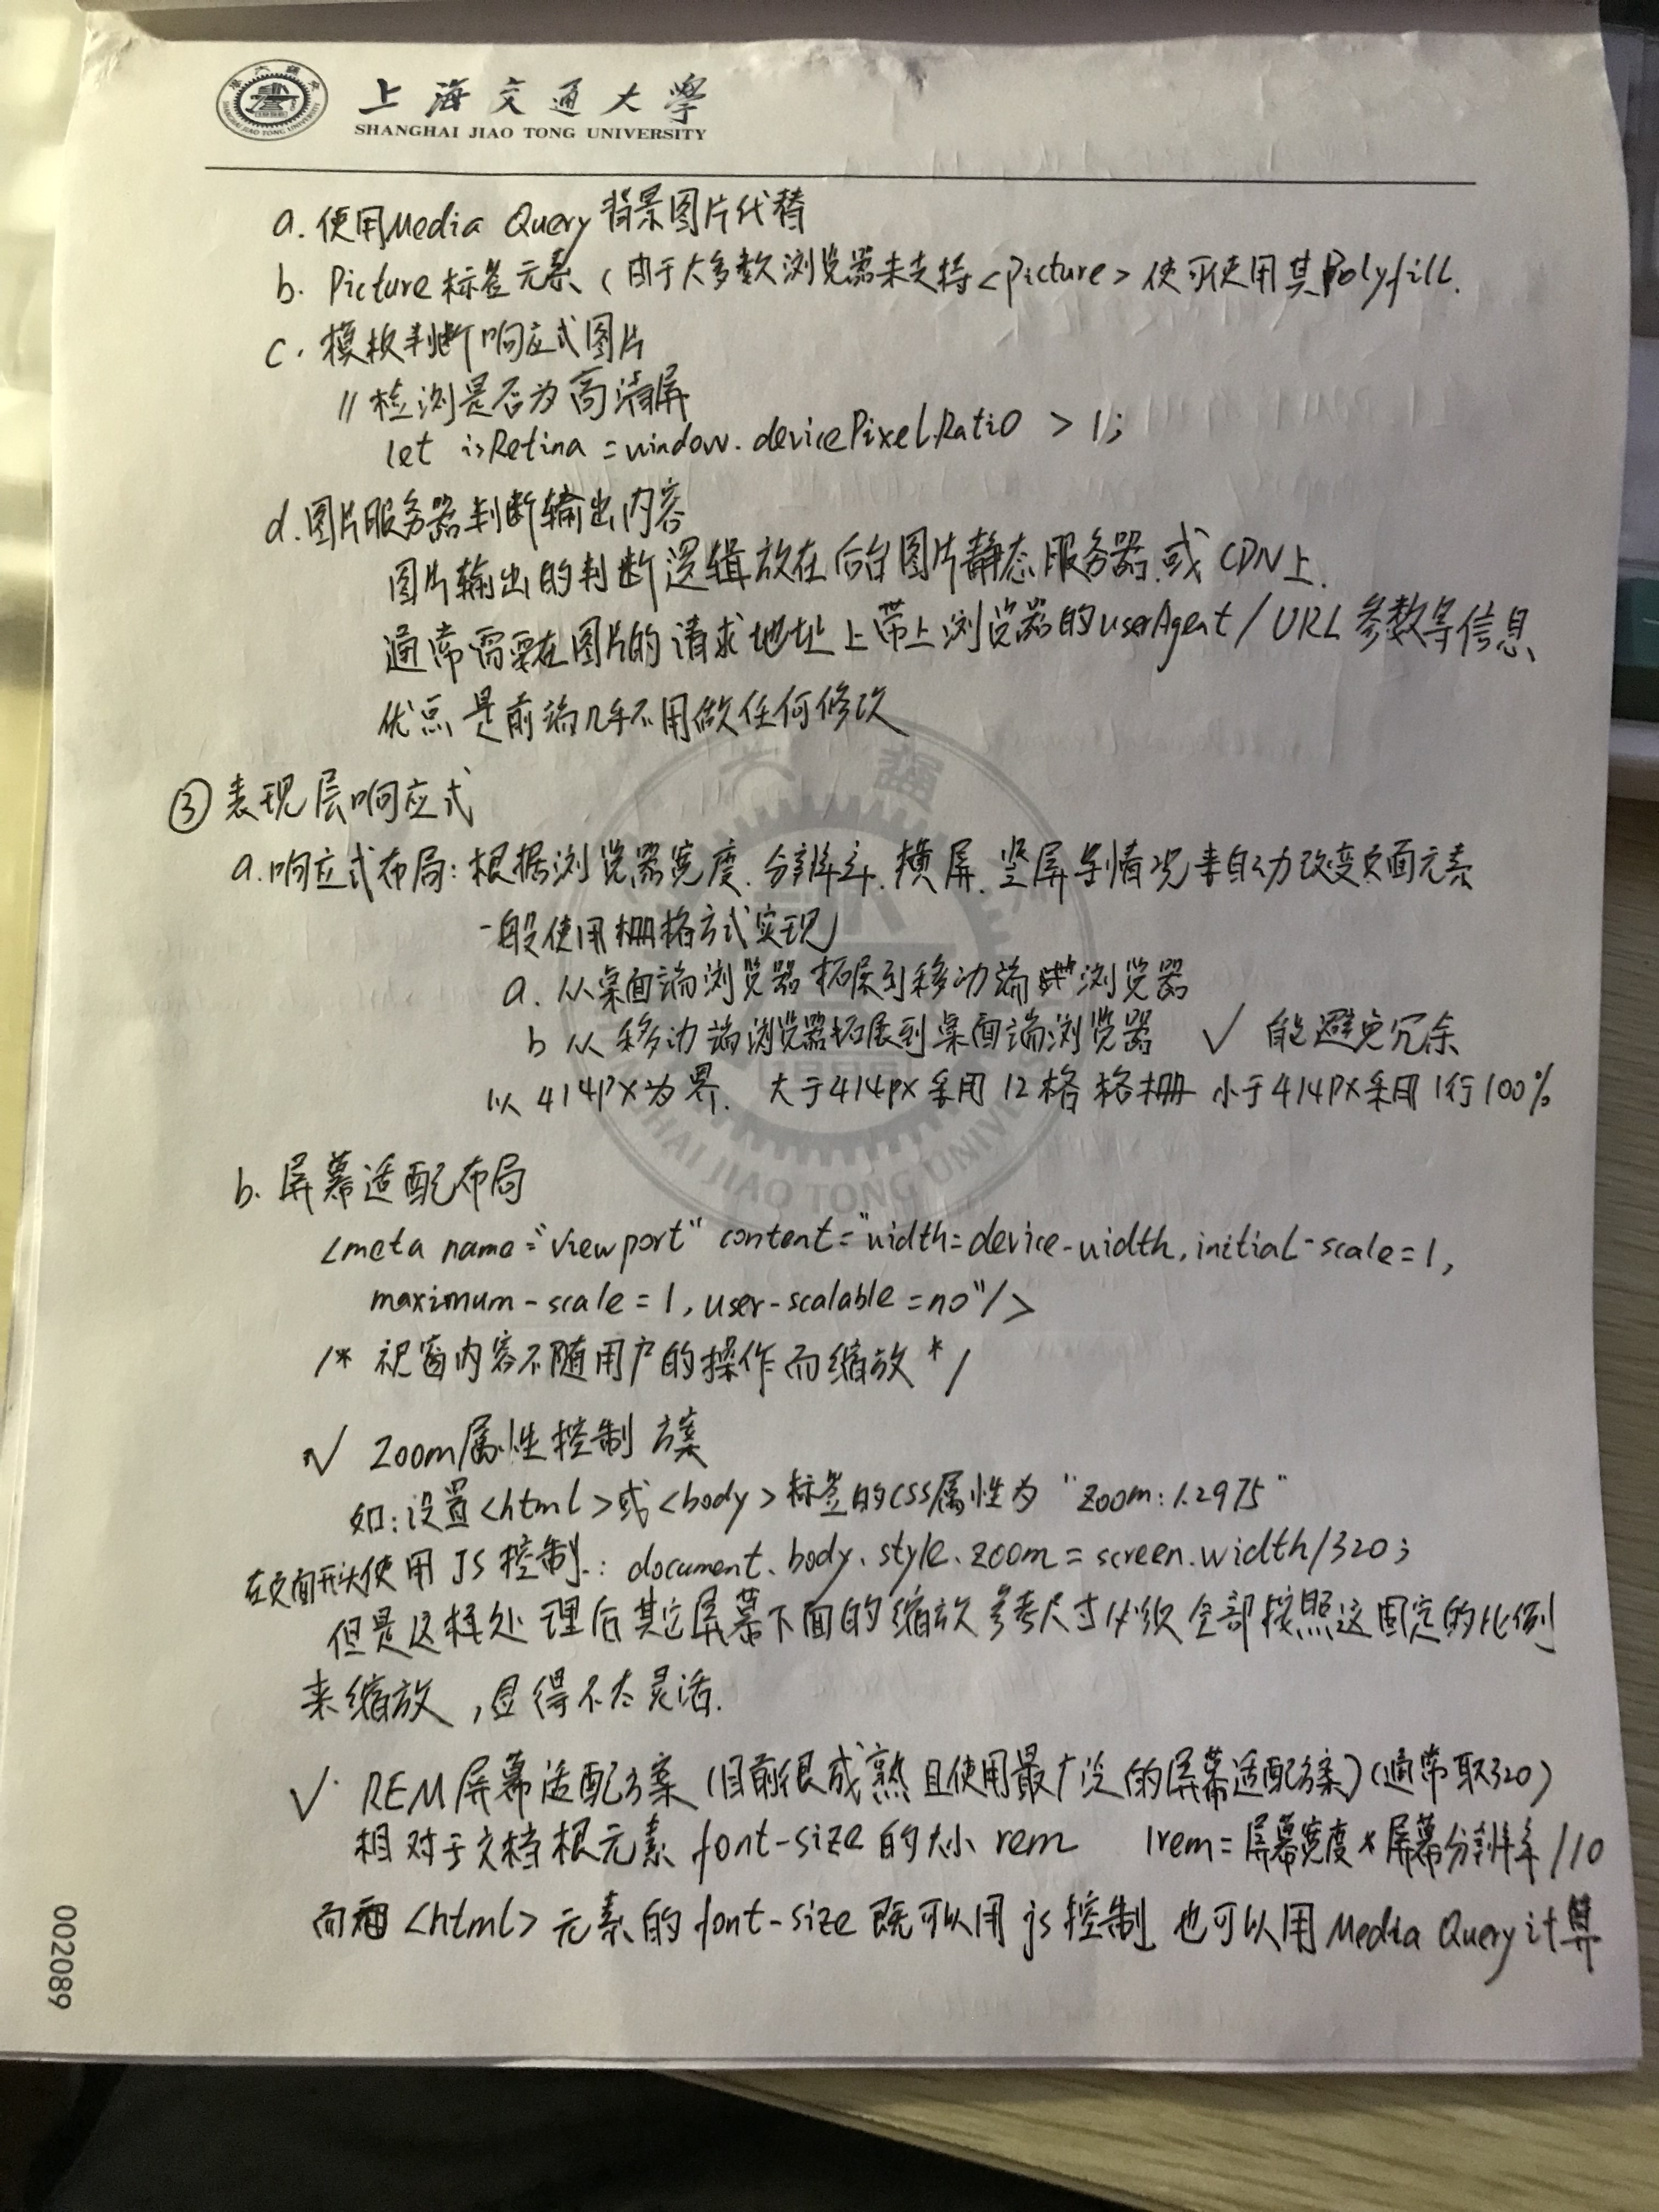 上海交通大學
SHANGHAI JIAO TONG UNIVERSITY
a. 使用Media Query 背景图片代替
b. Picture 标签元素 (由于大多数浏览器未支持<picture> 使可使用其Polyfill.
c. 模板判断响应式图片
// 检测是否为高清屏
let isRetina = window.devicePixelRatio > 1;
d. 图片服务器判断输出内容
图片输出的判断逻辑放在后台图片静态服务器.或CDN上.
通常需要在图片的请求地址上带上浏览器的userAgent / URL 参数等信息
优点是前端几乎不用做任何修改
③ 表现层响应式
a. 响应式布局: 根据浏览器宽度、分辨率、横屏、竖屏等情况来自动改变页面元素
一般使用栅格方式实现
a. 从桌面端浏览器拓展到移动端浏览器
b 从移动端浏览器拓展到桌面端浏览器 √ 能避免冗余
以414px为界、 大于414px采用12格格栅 小于414px采用1行100%
b. 屏幕适配布局
<meta name="viewport" content="width=device-width, initial-scale=1,
maximum-scale=1, user-scalable=no"/>
/* 视窗内容不随用户的操作而缩放 */
√ Zoom属性控制方案
如: 设置<html>或<body>标签的CSS属性为 "zoom: 1.2975"
在页面开头使用JS控制: document.body.style.zoom = screen.width/320;
但是这样处理后其它屏幕下面的缩放参考尺寸必须全部按照这固定的比例
来缩放, 显得不太灵活.
√ REM屏幕适配方案 (目前很成熟且使用最广泛的屏幕适配方案) (通常取320)
相对于文档根元素 font-size 的大小 rem 1rem = 屏幕宽度 × 屏幕分辨率 / 10
而 <html> 元素的 font-size 既可以用 js 控制 也可以用 Media Query 计算
002089